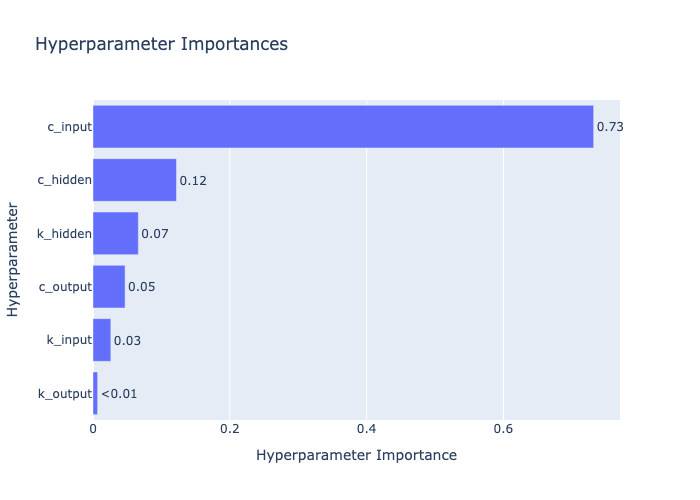 Hyperparameter Importances
c_input 0.73
c_hidden 0.12
k_hidden 0.07
c_output 0.05
k_input 0.03
k_output <0.01
0 0.2 0.4 0.6
Hyperparameter Importance
Hyperparameter